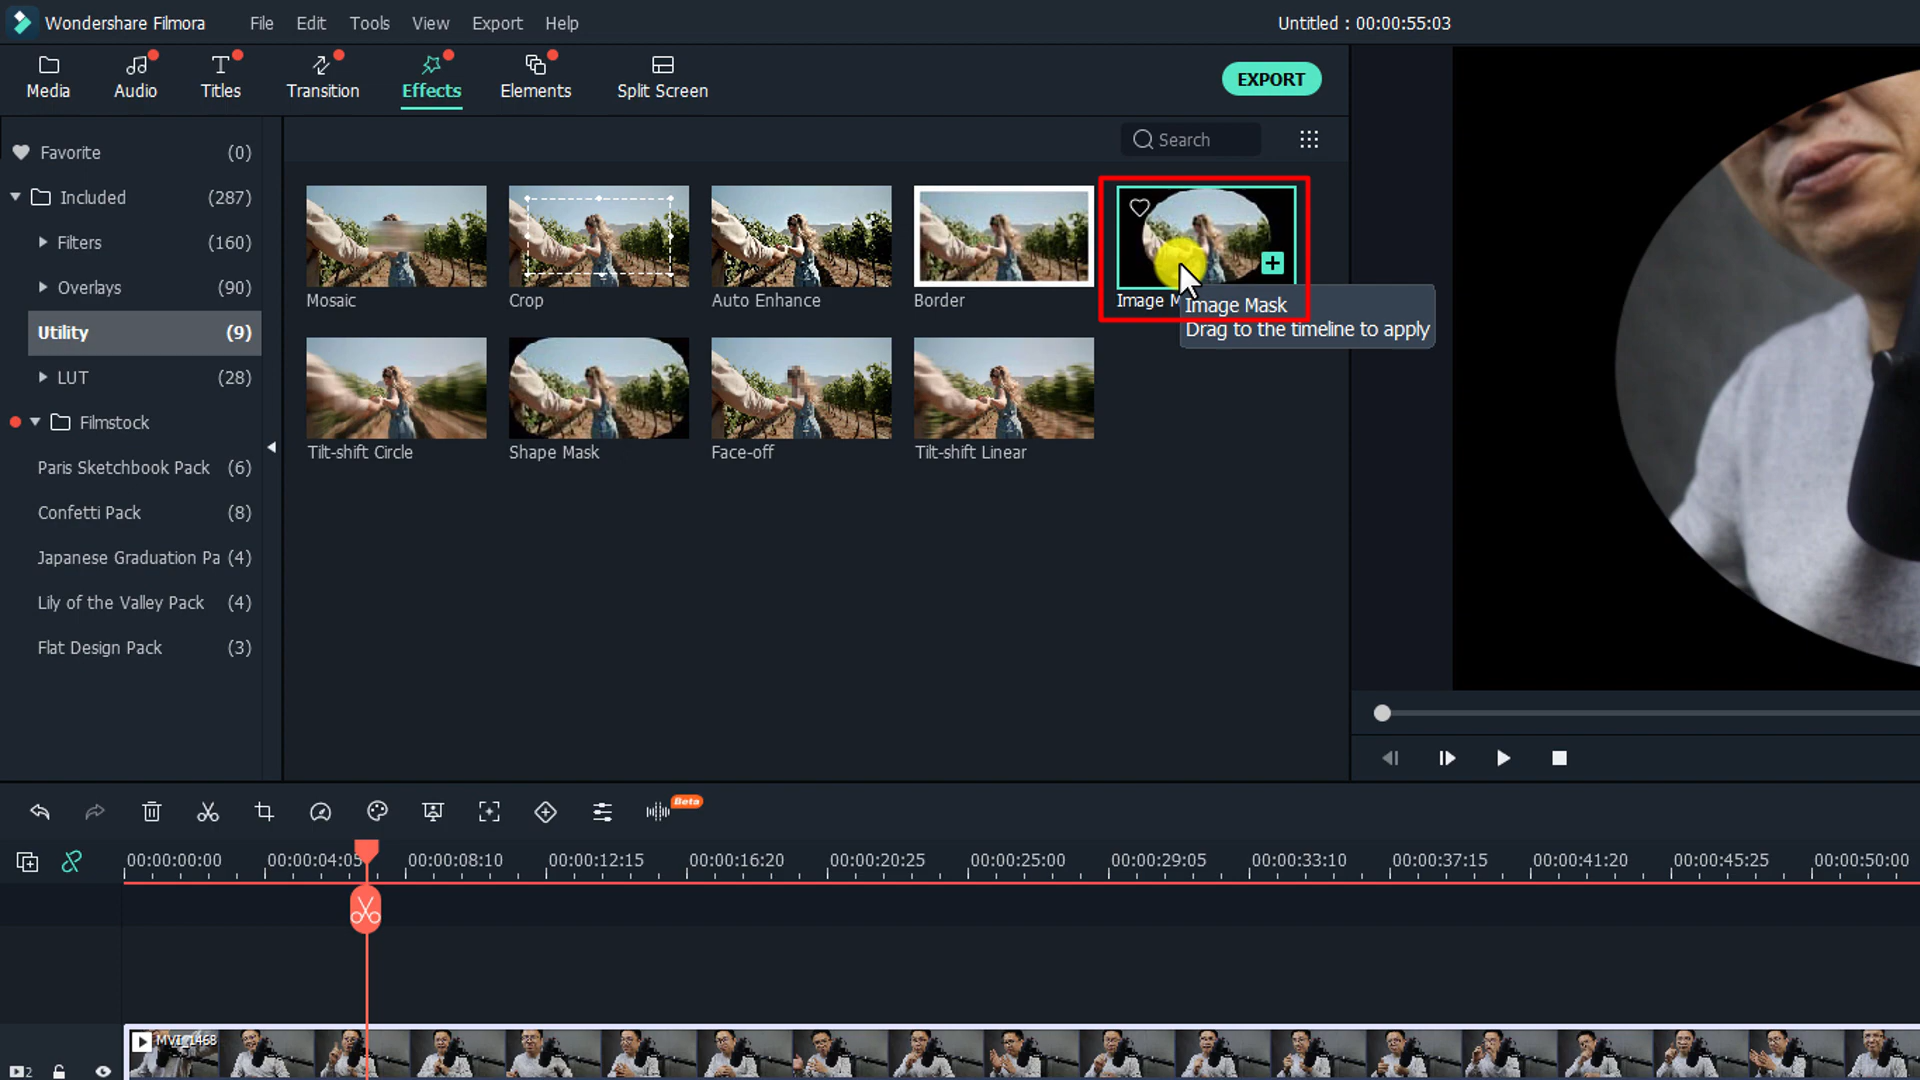 Wondershare Filmora
File Edit Tools View Export Help
Untitled : 00:00:55:03
Media Audio Titles Transition Effects Elements Split Screen
EXPORT
Search
Favorite (0)
Included (287)
Filters (160)
Overlays (90)
Utility (9)
LUT (28)
Filmstock
Paris Sketchbook Pack (6)
Confetti Pack (8)
Japanese Graduation Pa (4)
Lily of the Valley Pack (4)
Flat Design Pack (3)
Mosaic Crop Auto Enhance Border Image M
Image Mask
Drag to the timeline to apply
Tilt-shift Circle Shape Mask Face-off Tilt-shift Linear
Beta
00:00:00:00 00:00:04:05 00:00:08:10 00:00:12:15 00:00:16:20 00:00:20:25 00:00:25:00 00:00:29:05 00:00:33:10 00:00:37:15 00:00:41:20 00:00:45:25 00:00:50:00
MVI_1468
2